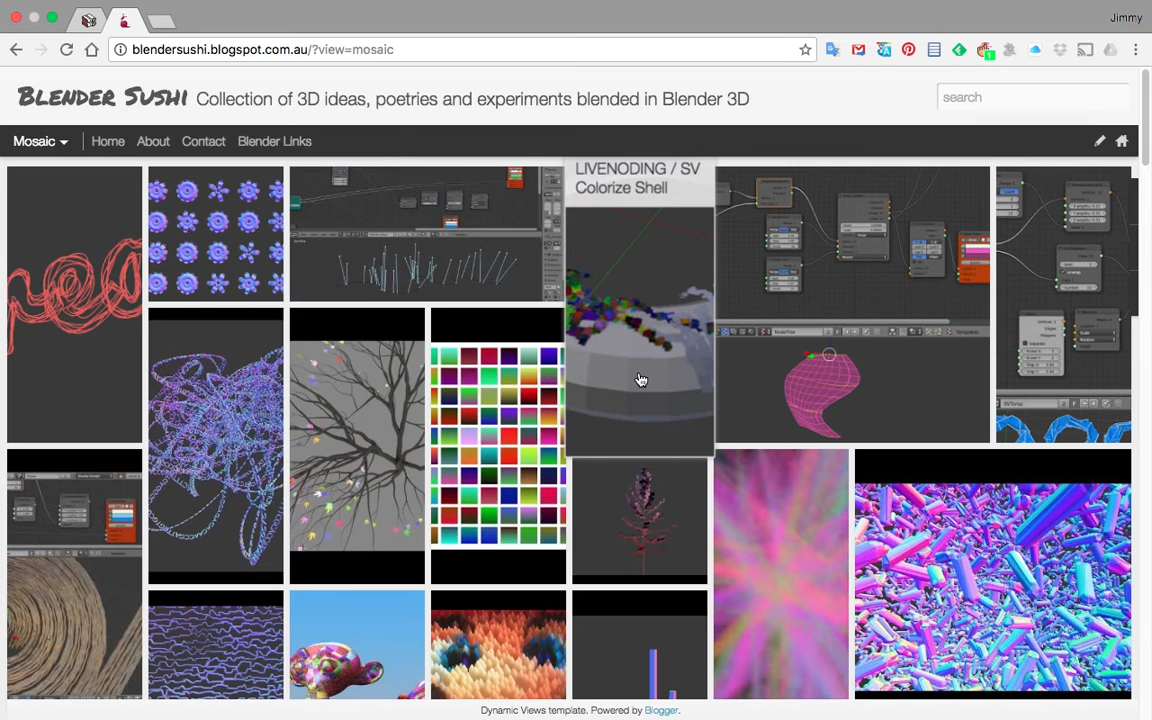 Jimmy
blendersushi.blogspot.com.au/?view=mosaic
BLENDER SUSHI Collection of 3D ideas, poetries and experiments blended in Blender 3D
search
Mosaic Home About Contact Blender Links
LIVENODING / SV
Colorize Shell
Dynamic Views template. Powered by Blogger.